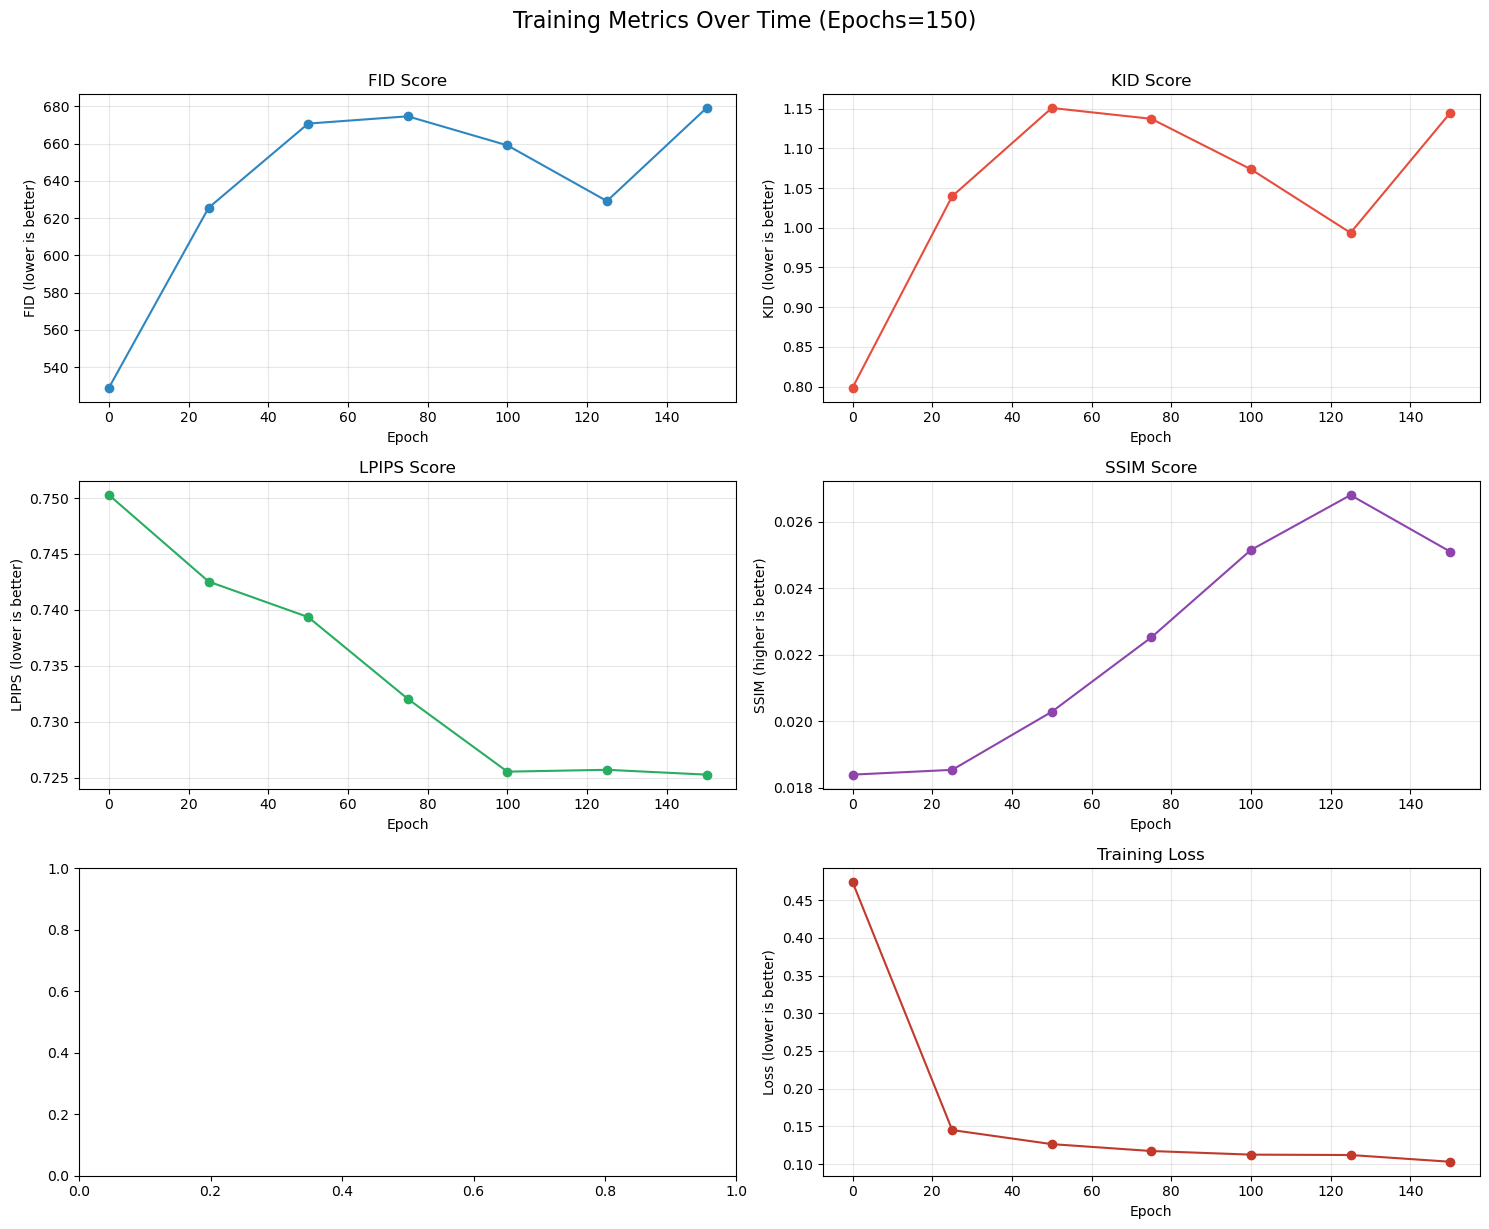 Training Metrics Over Time (Epochs=150)
FID Score
FID (lower is better)
680
660
640
620
600
580
560
540
0 20 40 60 80 100 120 140
Epoch
KID Score
KID (lower is better)
1.15
1.10
1.05
1.00
0.95
0.90
0.85
0.80
0 20 40 60 80 100 120 140
Epoch
LPIPS Score
LPIPS (lower is better)
0.750
0.745
0.740
0.735
0.730
0.725
0 20 40 60 80 100 120 140
Epoch
SSIM Score
SSIM (higher is better)
0.026
0.024
0.022
0.020
0.018
0 20 40 60 80 100 120 140
Epoch
1.0
0.8
0.6
0.4
0.2
0.0
0.0 0.2 0.4 0.6 0.8 1.0
Training Loss
Loss (lower is better)
0.45
0.40
0.35
0.30
0.25
0.20
0.15
0.10
0 20 40 60 80 100 120 140
Epoch